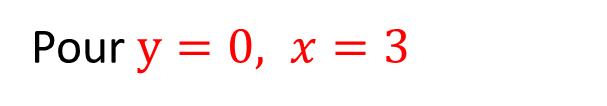 Pour y = 0, x = 3